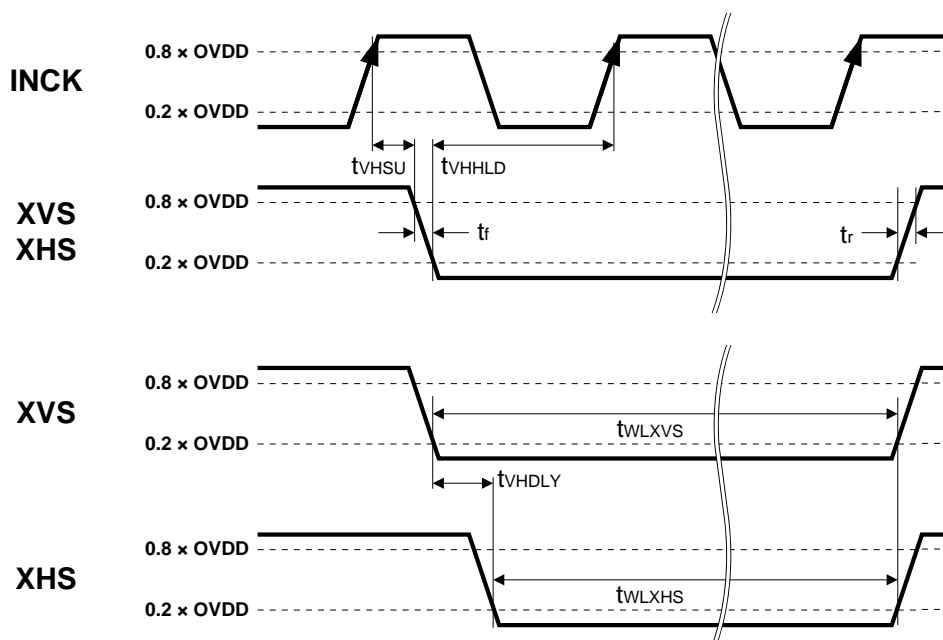 0.8 × OVDD
INCK
0.2 × OVDD
tVHSU
tVHHLD
0.8 × OVDD
XVS
XHS
tf
tr
0.2 × OVDD
0.8 × OVDD
XVS
tWLXVS
0.2 × OVDD
tVHDLY
0.8 × OVDD
XHS
tWLXHS
0.2 × OVDD